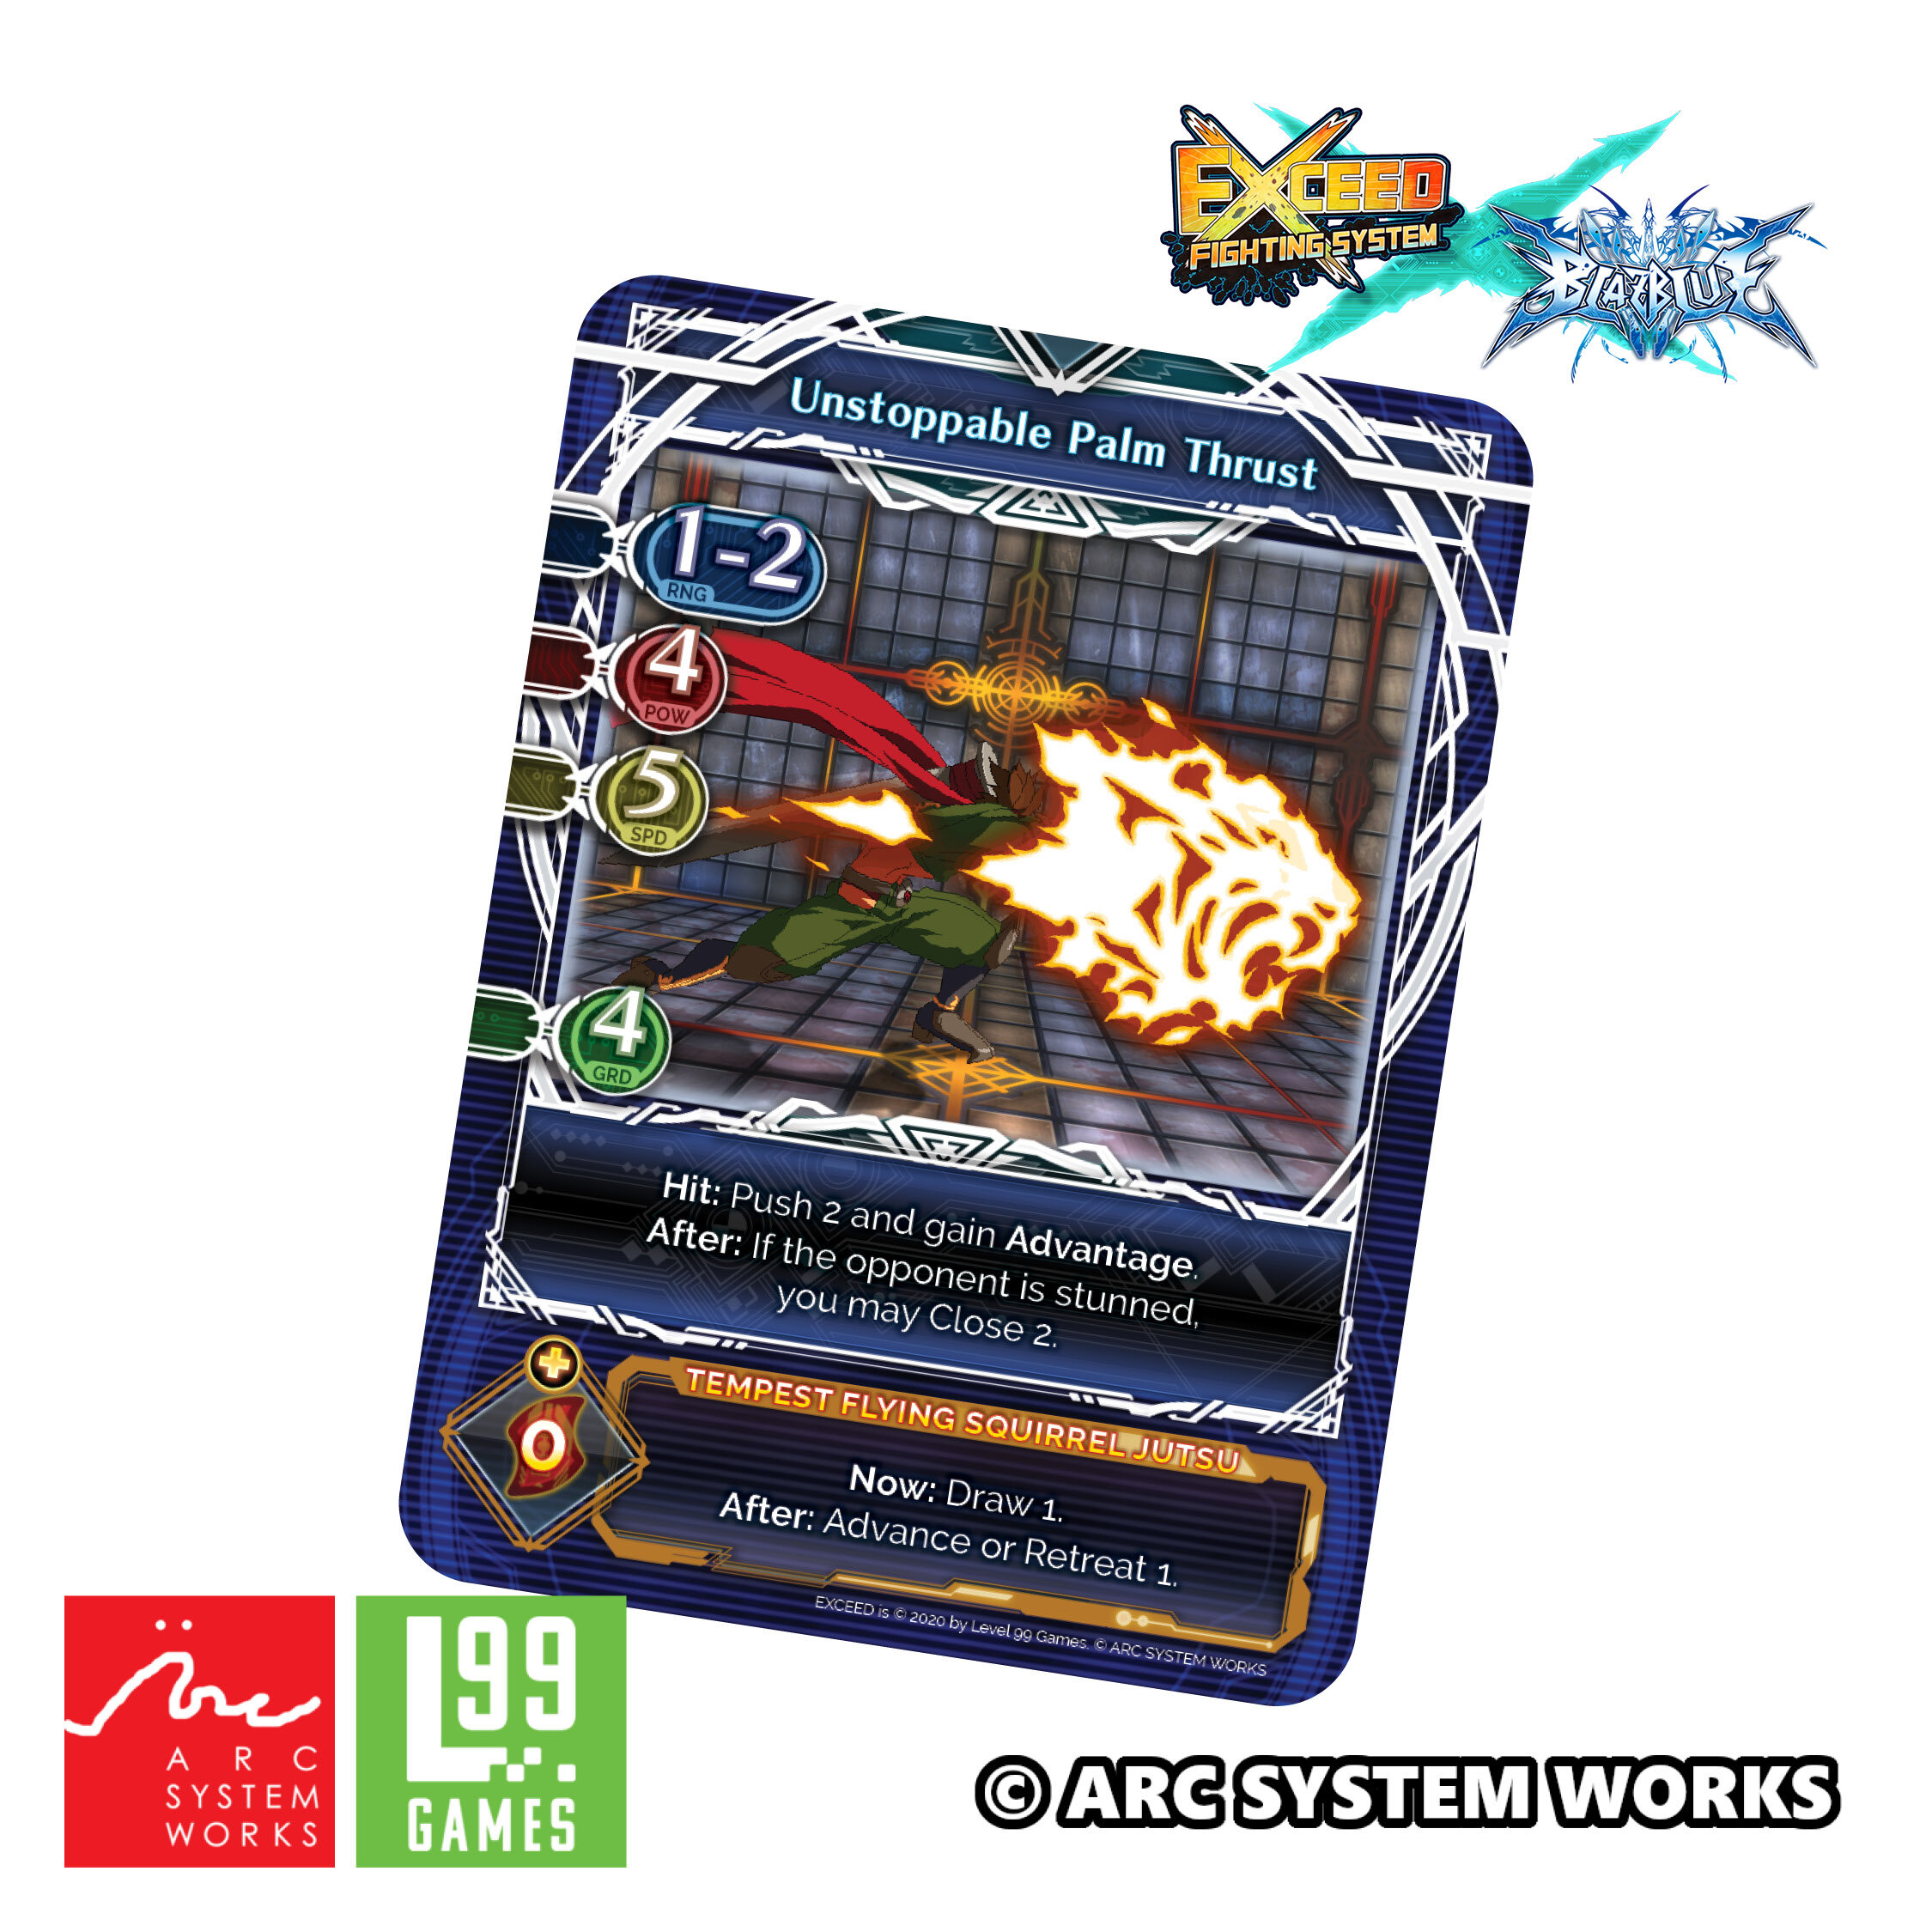 EXCEED
FIGHTING SYSTEM
BLAZBLUE
Unstoppable Palm Thrust
1-2
RNG
4
POW
5
SPD
4
GRD
Hit: Push 2 and gain Advantage.
After: If the opponent is stunned,
you may Close 2.
+
0
TEMPEST FLYING SQUIRREL JUTSU
Now: Draw 1.
After: Advance or Retreat 1.
EXCEED is © 2020 by Level 99 Games. © ARC SYSTEM WORKS
Arc
ARC
SYSTEM
WORKS
L99
GAMES
© ARC SYSTEM WORKS